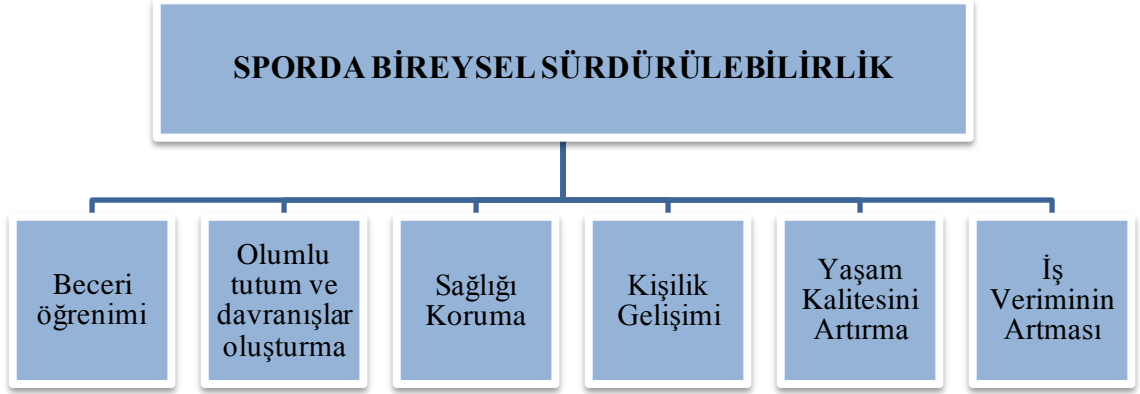 SPORDA BİREYSEL SÜRDÜRÜLEBİLİRLİK
Beceri
öğrenimi
Olumlu
tutum ve
davranışlar
oluşturma
Sağlığı
Koruma
Kişilik
Gelişimi
Yaşam
Kalitesini
Artırma
İş
Veriminin
Artması